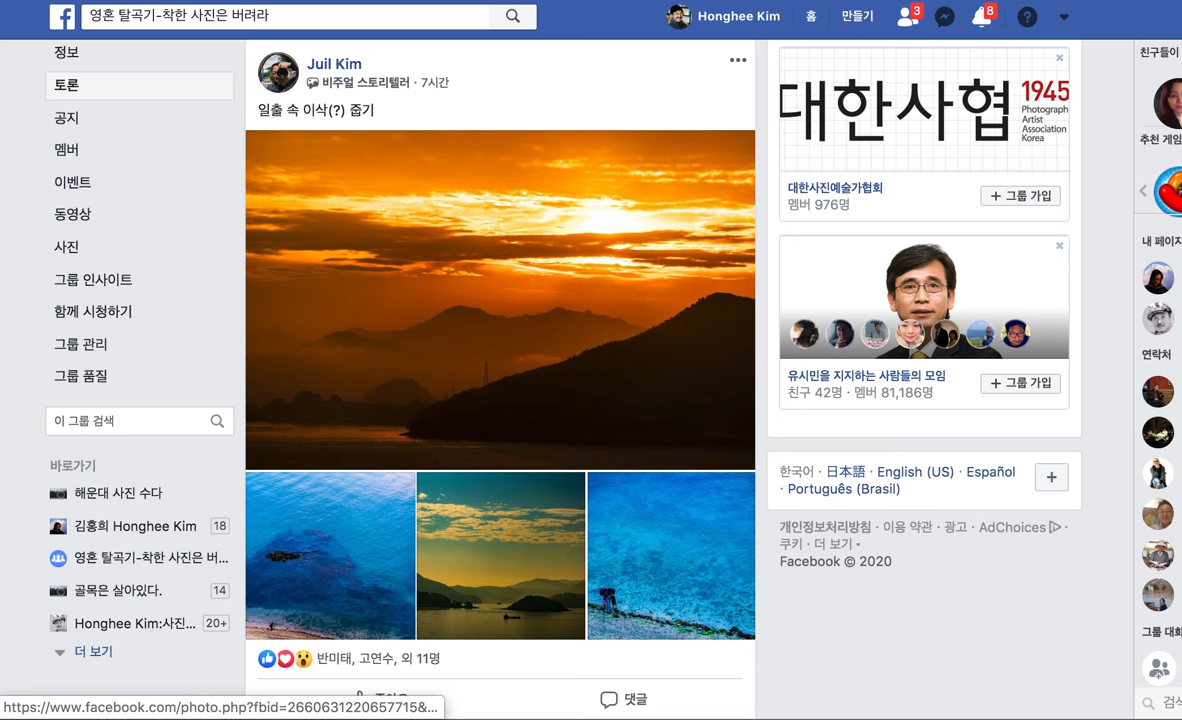 영혼 탈곡기-착한 사진은 버려라
Honghee Kim
홈
만들기
3
8
정보
토론
공지
멤버
이벤트
동영상
사진
그룹 인사이트
함께 시청하기
그룹 관리
그룹 품질
이 그룹 검색
바로가기
해운대 사진 수다
김홍희 Honghee Kim 18
영혼 탈곡기-착한 사진은 버...
골목은 살아있다. 14
Honghee Kim:사진... 20+
더 보기
https://www.facebook.com/photo.php?fbid=2660631220657715&...
Juil Kim
비주얼 스토리텔러 · 7시간
일출 속 이삭(?) 줍기
반미태, 고연수, 외 11명
댓글
대한사협
1945
Photograph
Artist
Association
Korea
대한사진예술가협회
멤버 976명
+ 그룹 가입
유시민을 지지하는 사람들의 모임
친구 42명 · 멤버 81,186명
+ 그룹 가입
한국어 · 日本語 · English (US) · Español
· Português (Brasil)
개인정보처리방침 · 이용 약관 · 광고 · AdChoices ·
쿠키 · 더 보기
Facebook © 2020
친구들이
추천 게임
내 페이지
연락처
그룹 대화